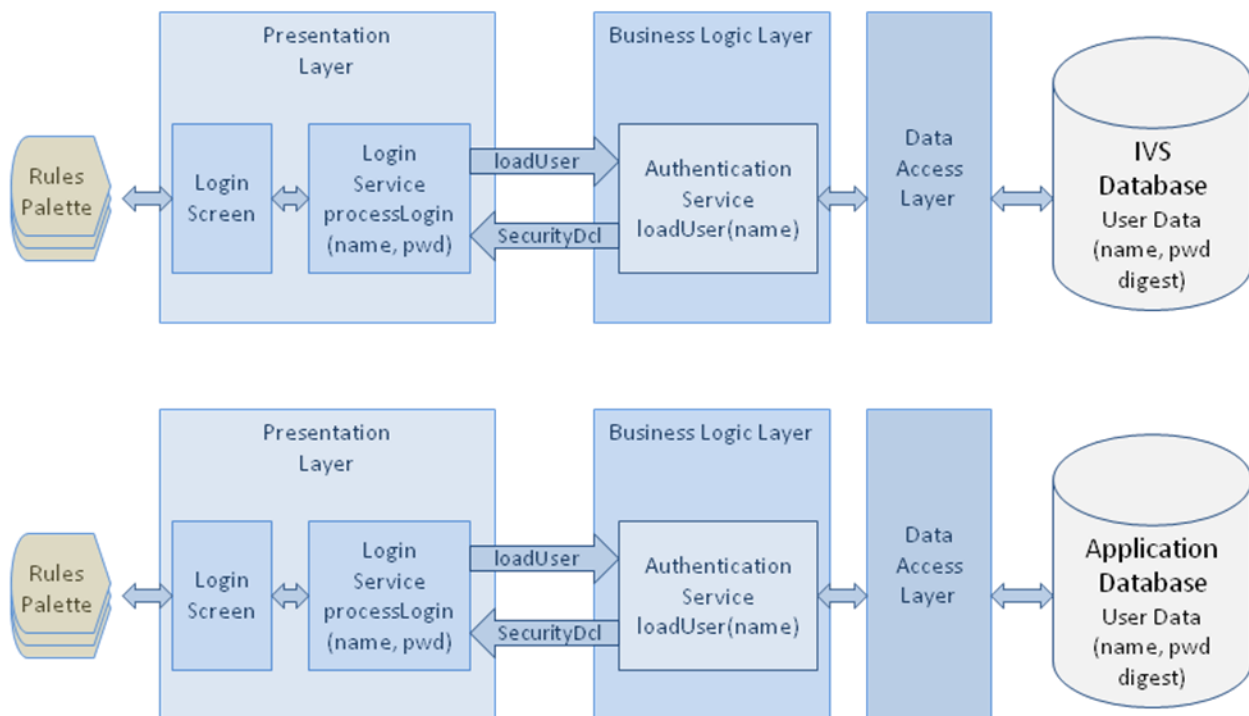 Presentation
Layer
Business Logic Layer
Rules
Palette
Login
Screen
Login
Service
processLogin
(name, pwd)
loadUser
SecurityDcl
Authentication
Service
loadUser(name)
Data
Access
Layer
IVS
Database
User Data
(name, pwd
digest)
Presentation
Layer
Business Logic Layer
Rules
Palette
Login
Screen
Login
Service
processLogin
(name, pwd)
loadUser
SecurityDcl
Authentication
Service
loadUser(name)
Data
Access
Layer
Application
Database
User Data
(name, pwd
digest)